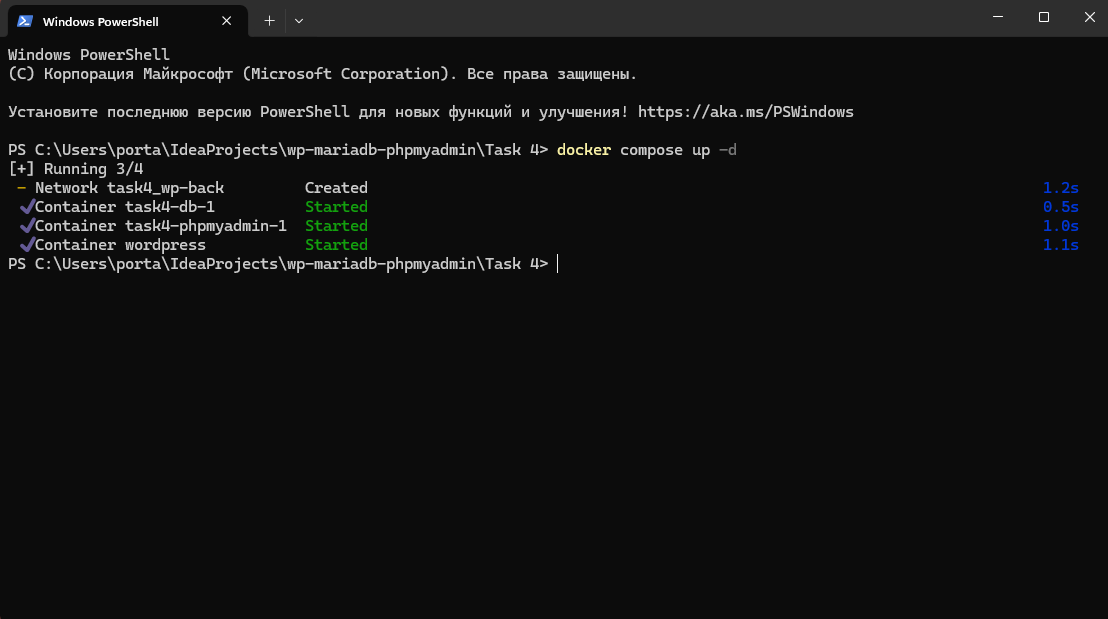 Windows PowerShell
Windows PowerShell
(C) Корпорация Майкрософт (Microsoft Corporation). Все права защищены.
Установите последнюю версию PowerShell для новых функций и улучшения! https://aka.ms/PSWindows
PS C:\Users\porta\IdeaProjects\wp-mariadb-phpmyadmin\Task 4> docker compose up -d
[+] Running 3/4
- Network task4_wp-back Created 1.2s
✔Container task4-db-1 Started 0.5s
✔Container task4-phpmyadmin-1 Started 1.0s
✔Container wordpress Started 1.1s
PS C:\Users\porta\IdeaProjects\wp-mariadb-phpmyadmin\Task 4>